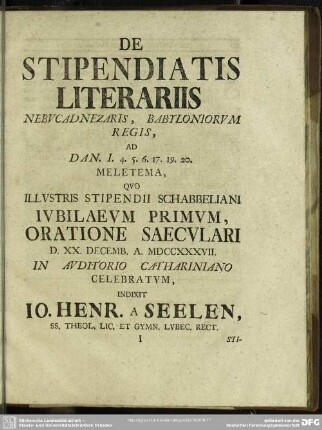 DE
STIPENDIATIS
LITERARIIS
NEBVCADNEZARIS, BABYLONIORVM
REGIS,
AD
DAN. I. 4. 5. 6. 17. 19. 20.
MELETEMA,
QVO
ILLVSTRIS STIPENDII SCHABBELIANI
IVBILAEVM PRIMVM,
ORATIONE SAECVLARI
D. XX. DECEMB. A. MDCCXXXVII.
IN AVDITORIO CATHARINIANO
CELEBRATVM,
INDIXIT
IO. HENR. A SEELEN,
SS. THEOL. LIC. ET GYMN. LVBEC. RECT.
I STI-
DFG